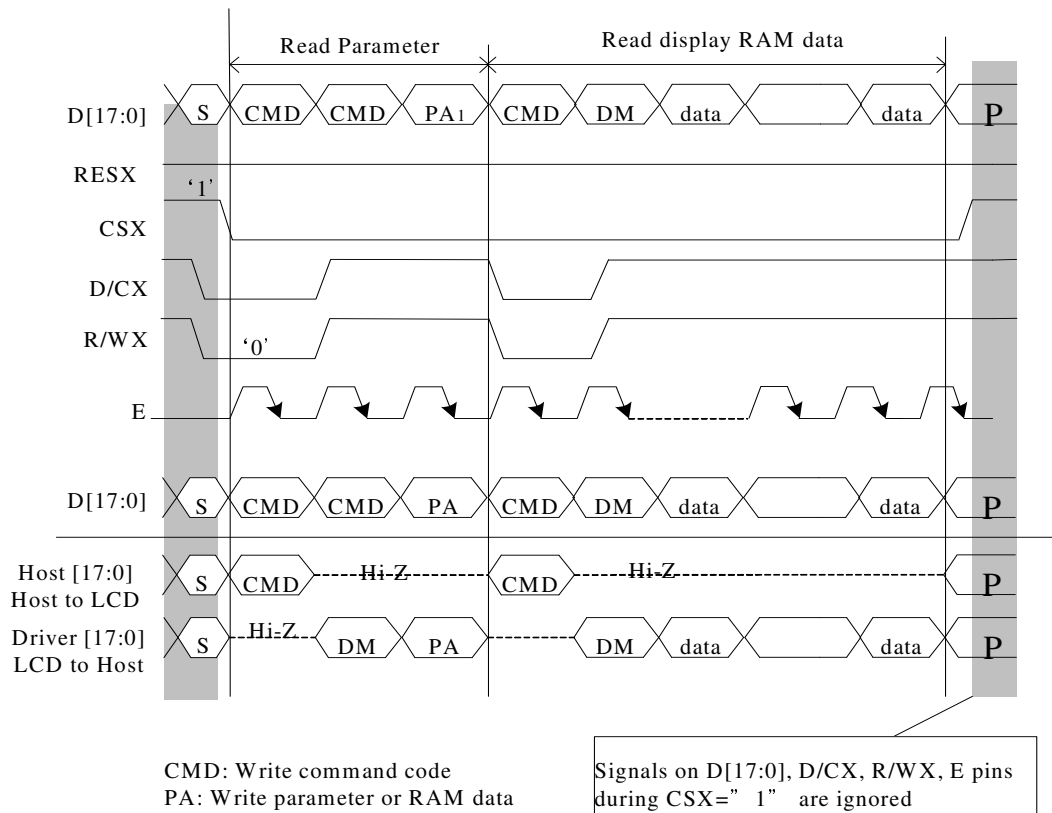 Read Parameter Read display RAM data
D[17:0] S CMD CMD PA1 CMD DM data data P
RESX
‘1’
CSX
D/CX
R/WX ‘0’
E
D[17:0] S CMD CMD PA CMD DM data data P
Host [17:0] S CMD Hi-Z CMD Hi-Z P
Host to LCD
Driver [17:0] S Hi-Z DM PA DM data data P
LCD to Host
CMD: Write command code
PA: Write parameter or RAM data
Signals on D[17:0], D/CX, R/WX, E pins
during CSX=” 1” are ignored